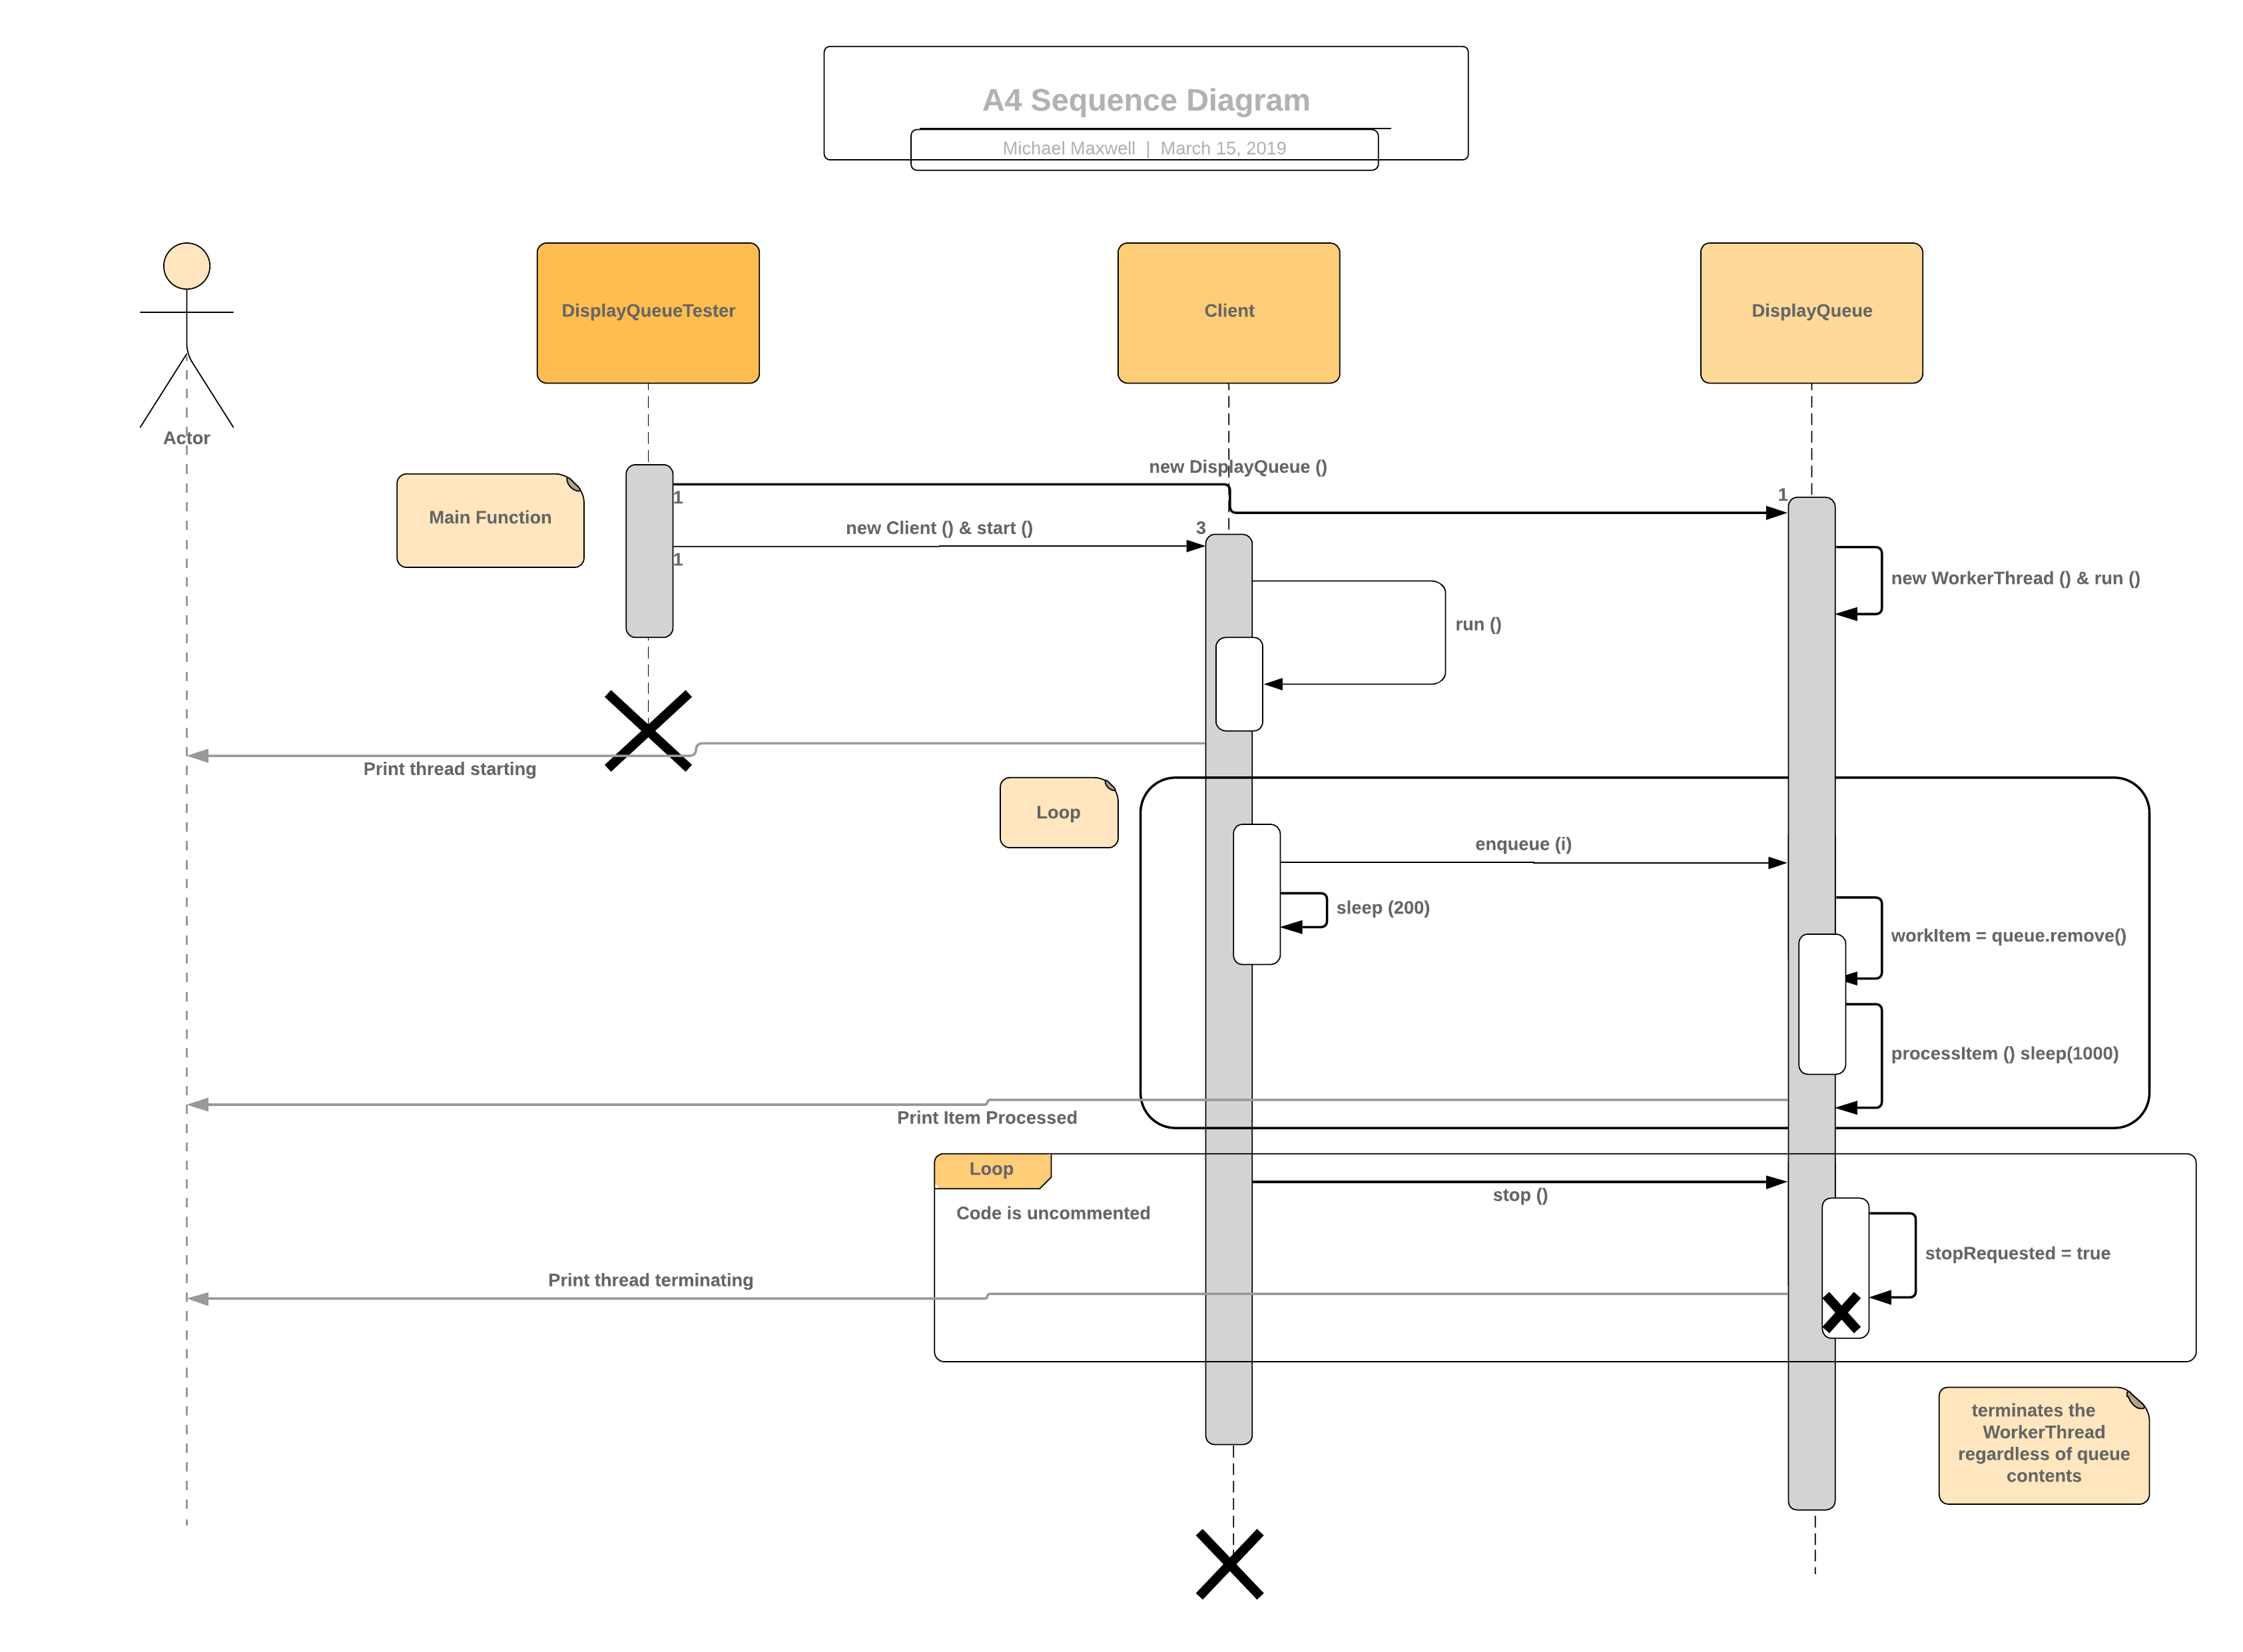 A4 Sequence Diagram
Michael Maxwell | March 15, 2019
DisplayQueueTester
Client
DisplayQueue
Actor
new DisplayQueue ()
1
1
Main Function
new Client () & start ()
3
1
new WorkerThread () & run ()
run ()
Print thread starting
Loop
enqueue (i)
sleep (200)
workItem = queue.remove()
processItem () sleep(1000)
Print Item Processed
Loop
stop ()
Code is uncommented
stopRequested = true
Print thread terminating
terminates the
WorkerThread
regardless of queue
contents